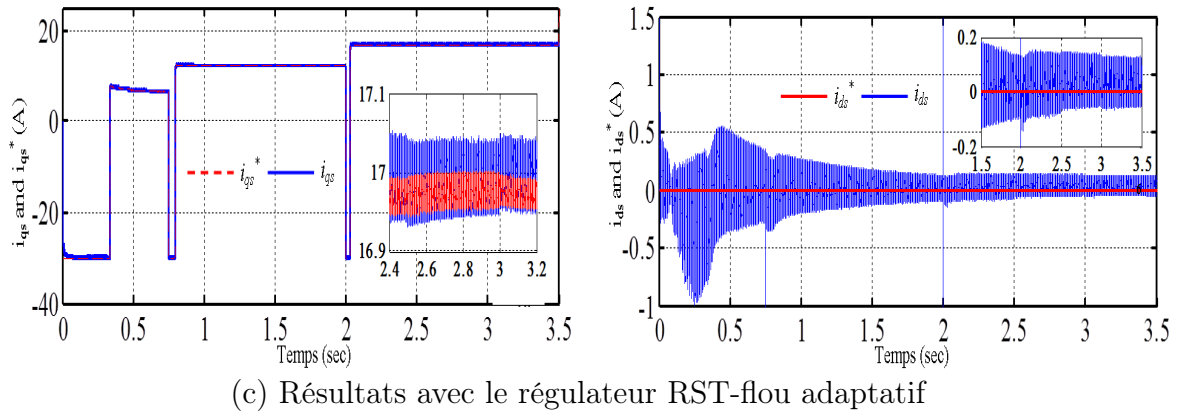 i_qs and i_qs* (A)
20
10
0
-10
-20
-30
-40
0 0.5 1 1.5 2 2.5 3 3.5
Temps (sec)
i_qs* i_qs
17.1
17
16.9
2.4 2.6 2.8 3 3.2
i_ds and i_ds* (A)
1.5
1
0.5
0
-0.5
-1
0 0.5 1 1.5 2 2.5 3 3.5
Temps (sec)
i_ds* i_ds
0.2
0
-0.2
1.5 2 2.5 3 3.5
(c) Résultats avec le régulateur RST-flou adaptatif